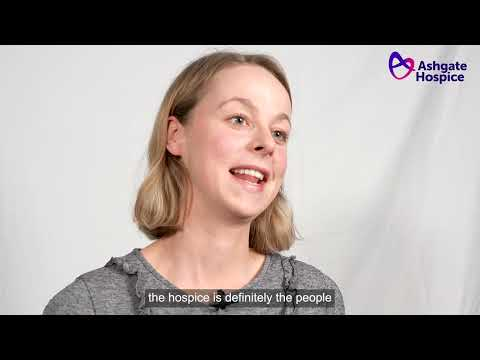 Ashgate
Hospice
the hospice is definitely the people